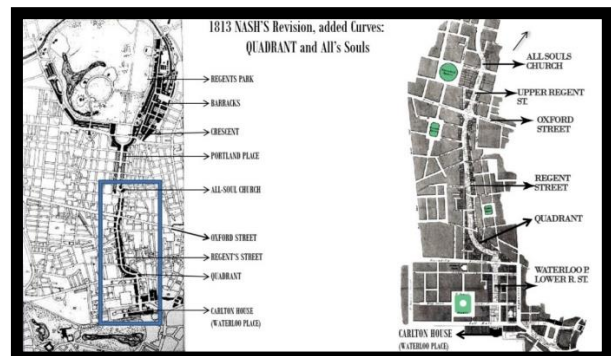 1813 NASH'S Revision, added Curves:
QUADRANT and All's Souls
REGENTS PARK
BARRACKS
CRESCENT
PORTLAND PLACE
ALL-SOUL CHURCH
OXFORD STREET
REGENT'S STREET
QUADRANT
CARLTON HOUSE
(WATERLOO PLACE)
ALL SOULS
CHURCH
UPPER REGENT
ST.
OXFORD
STREET
REGENT
STREET
QUADRANT
WATERLOO P.
LOWER R. ST.
CARLTON HOUSE
(WATERLOO PLACE)